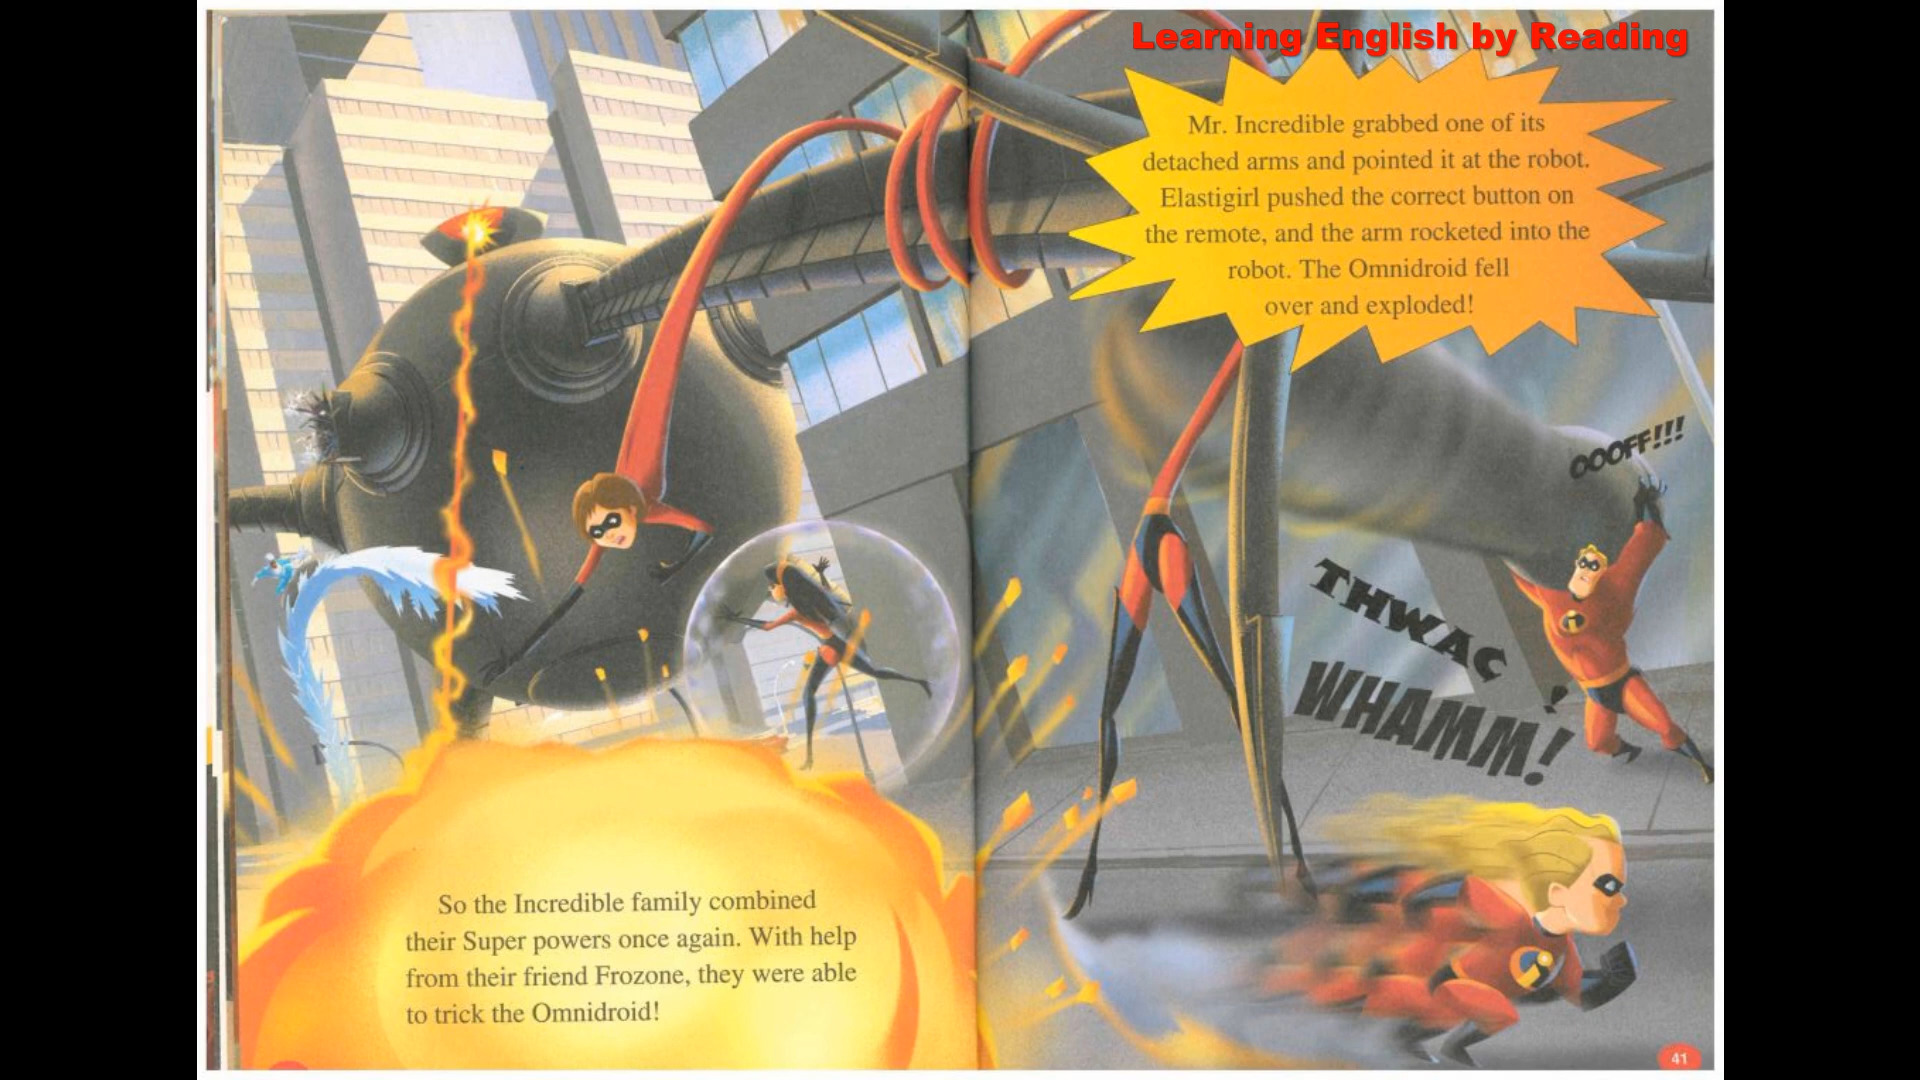 Learning English by Reading
So the Incredible family combined
their Super powers once again. With help
from their friend Frozone, they were able
to trick the Omnidroid!
Mr. Incredible grabbed one of its
detached arms and pointed it at the robot.
Elastigirl pushed the correct button on
the remote, and the arm rocketed into the
robot. The Omnidroid fell
over and exploded!
OOOFF!!!
THWAC !
WHAMM!
41